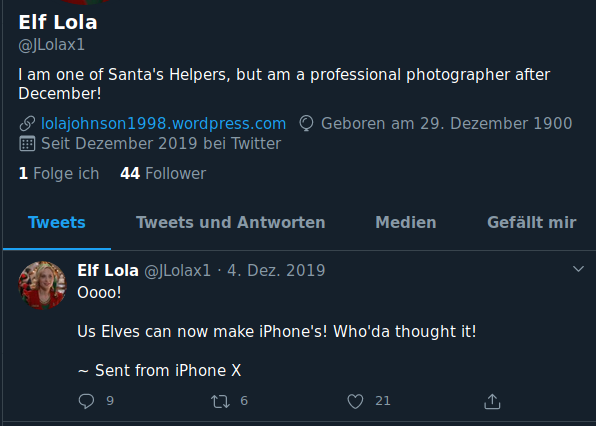 Elf Lola
@JLolax1
I am one of Santa's Helpers, but am a professional photographer after
December!
lolajohnson1998.wordpress.com Geboren am 29. Dezember 1900
Seit Dezember 2019 bei Twitter
1 Folge ich 44 Follower
Tweets Tweets und Antworten Medien Gefällt mir
Elf Lola @JLolax1 · 4. Dez. 2019
Oooo!
Us Elves can now make iPhone's! Who'da thought it!
~ Sent from iPhone X
9 6 21